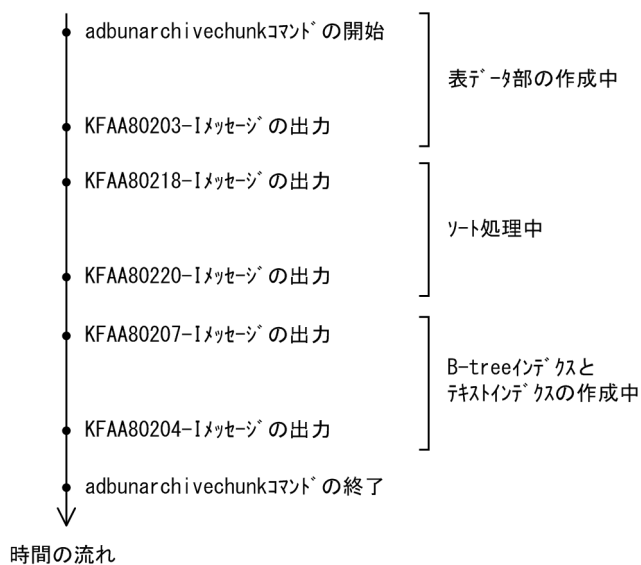 adbunarchivechunkｺﾏﾝﾄﾞの開始
表ﾃﾞｰﾀ部の作成中
KFAA80203-Iﾒｯｾｰｼﾞの出力
KFAA80218-Iﾒｯｾｰｼﾞの出力
ｿｰﾄ処理中
KFAA80220-Iﾒｯｾｰｼﾞの出力
KFAA80207-Iﾒｯｾｰｼﾞの出力
B-treeｲﾝﾃﾞｸｽと
ﾃｷｽﾄｲﾝﾃﾞｸｽの作成中
KFAA80204-Iﾒｯｾｰｼﾞの出力
adbunarchivechunkｺﾏﾝﾄﾞの終了
時間の流れ